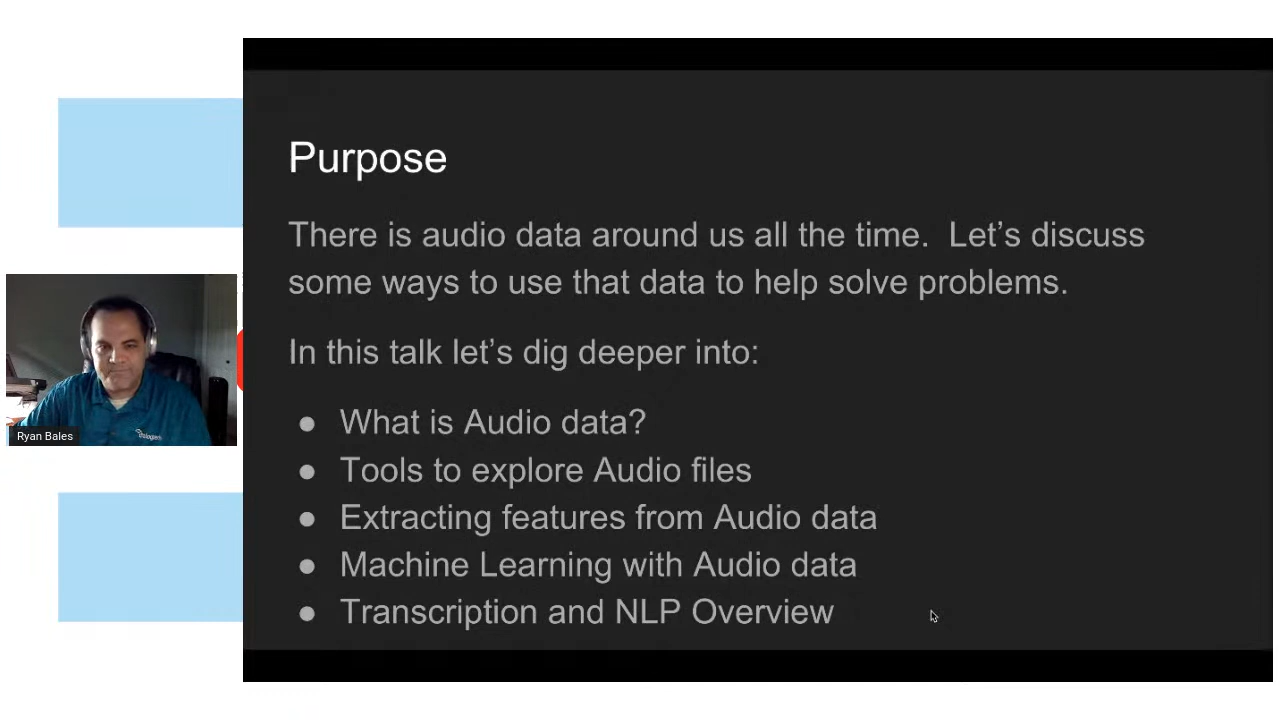 Purpose
There is audio data around us all the time.  Let’s discuss
some ways to use that data to help solve problems.
In this talk let’s dig deeper into:
● What is Audio data?
● Tools to explore Audio files
● Extracting features from Audio data
● Machine Learning with Audio data
● Transcription and NLP Overview
Ryan Bales